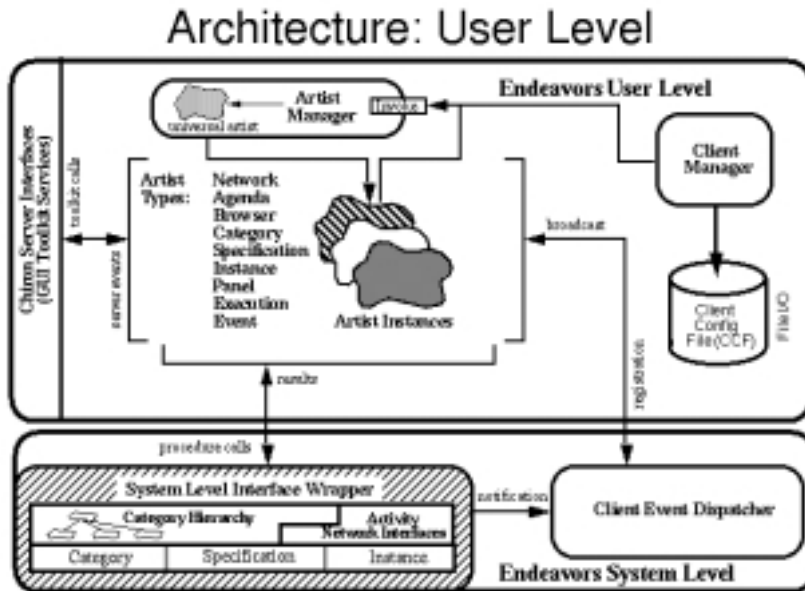 Architecture: User Level
Endeavors User Level
Artist
Manager
Invoke
universal artist
Client
Manager
Chiron Server Interfaces
(GUI Toolkit Services)
toolkit calls
server events
Artist
Types:
Network
Agenda
Browser
Category
Specification
Instance
Panel
Execution
Event
Artist Instances
broadcast
registration
Client
Config
File(CCF)
File I/O
results
procedure calls
System Level Interface Wrapper
notification
Client Event Dispatcher
Category Hierarchy
Activity
Network Interfaces
Category
Specification
Instance
Endeavors System Level